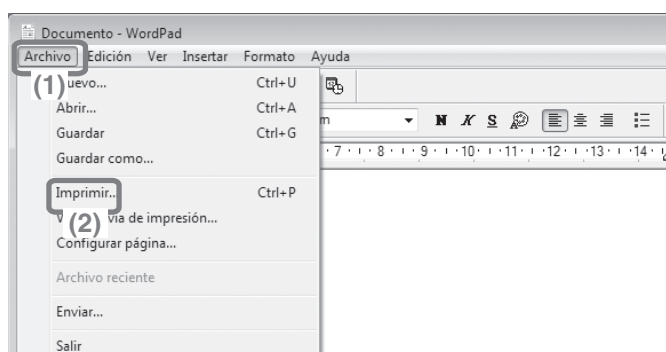 Documento - WordPad
Archivo Edición Ver Insertar Formato Ayuda
(1)
uevo... Ctrl+U
Abrir... Ctrl+A
Guardar Ctrl+G
N K S
Guardar como...
7 8 9 10 11 12 13 14
Imprimir... Ctrl+P
(2)
V via de impresión...
Configurar página...
Archivo reciente
Enviar...
Salir